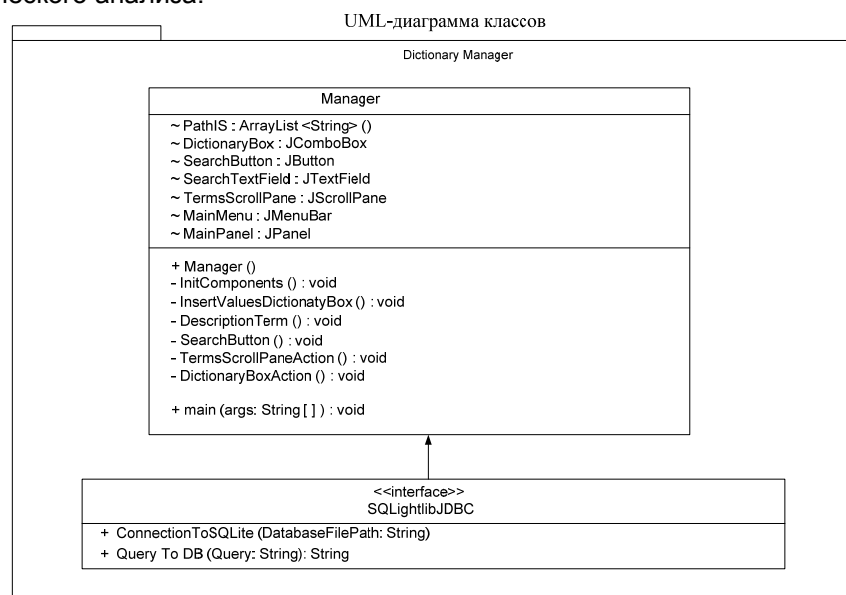 ческого анализа.
UML-диаграмма классов
Dictionary Manager
Manager
~ PathIS : ArrayList <String> ()
~ DictionaryBox : JComboBox
~ SearchButton : JButton
~ SearchTextField : JTextField
~ TermsScrollPane : JScrollPane
~ MainMenu : JMenuBar
~ MainPanel : JPanel
+ Manager ()
- InitComponents () : void
- InsertValuesDictionatyBox () : void
- DescriptionTerm () : void
- SearchButton () : void
- TermsScrollPaneAction () : void
- DictionaryBoxAction () : void
+ main (args: String [ ] ) : void
<<interface>>
SQLightlibJDBC
+ ConnectionToSQLite (DatabaseFilePath: String)
+ Query To DB (Query: String): String